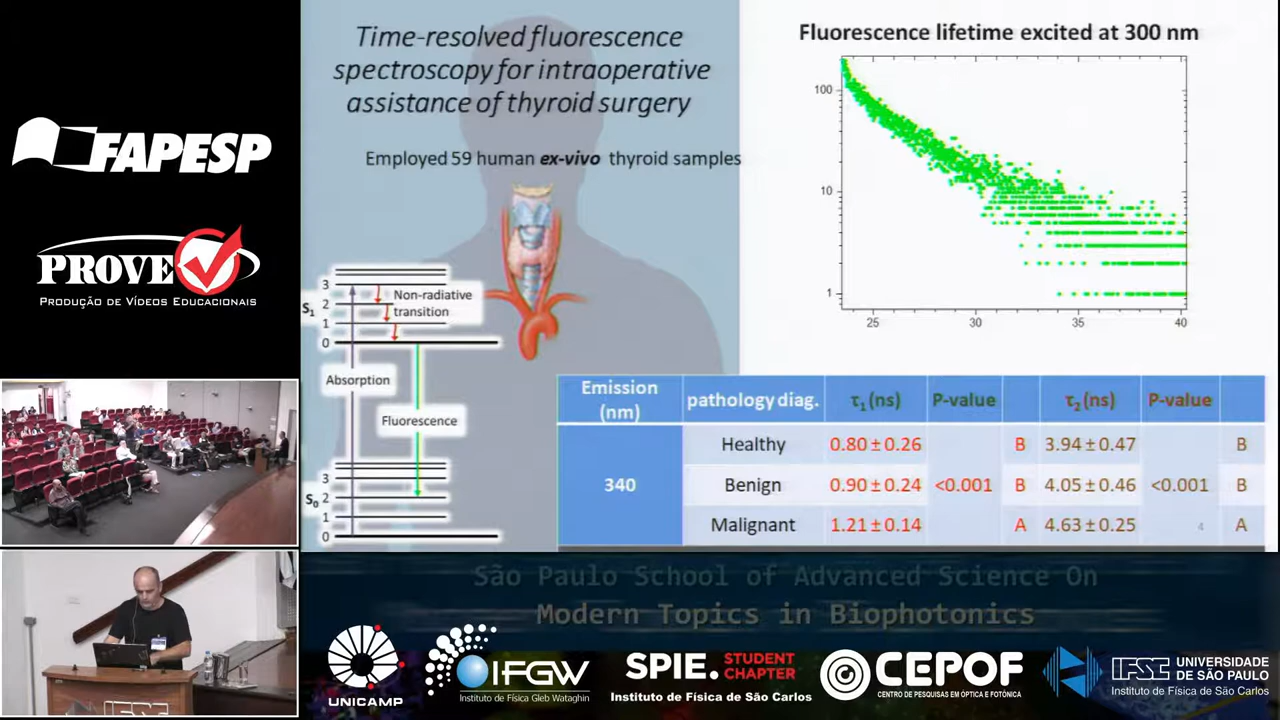 FAPESP
PROVE
PRODUÇÃO DE VÍDEOS EDUCACIONAIS
Time-resolved fluorescence
spectroscopy for intraoperative
assistance of thyroid surgery
Employed 59 human ex-vivo thyroid samples
3
2
1
0
S1
Non-radiative
transition
Absorption
Fluorescence
3
2
1
0
S0
Fluorescence lifetime excited at 300 nm
100
10
1
25 30 35 40
Emission (nm) pathology diag. τ1 (ns) P-value τ2 (ns) P-value
340
Healthy 0.80 ± 0.26 B 3.94 ± 0.47 B
Benign 0.90 ± 0.24 <0.001 B 4.05 ± 0.46 <0.001 B
Malignant 1.21 ± 0.14 A 4.63 ± 0.25 4 A
São Paulo School of Advanced Science On
Modern Topics in Biophotonics
UNICAMP
IFGW
Instituto de Física Gleb Wataghin
SPIE. STUDENT CHAPTER
Instituto de Física de São Carlos
CEPOF
CENTRO DE PESQUISAS EM ÓPTICA E FOTÔNICA
IFSC UNIVERSIDADE DE SÃO PAULO
Instituto de Física de São Carlos